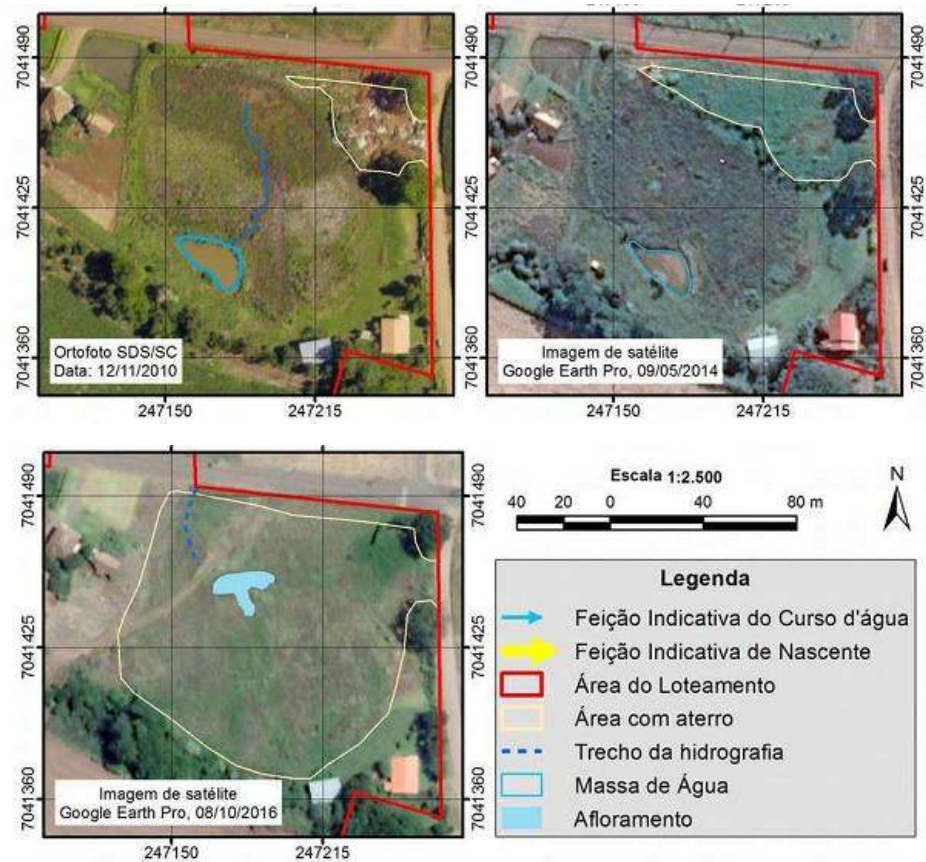 7041490
7041425
7041360
Ortofoto SDS/SC
Data: 12/11/2010
247150
247215
7041490
7041425
7041360
Imagem de satélite
Google Earth Pro, 09/05/2014
247150
247215
7041490
7041425
7041360
Imagem de satélite
Google Earth Pro, 08/10/2016
247150
247215
7041490
7041425
7041360
Escala 1:2.500
40 20 0 40 80 m
N
Legenda
Feição Indicativa do Curso d'água
Feição Indicativa de Nascente
Área do Loteamento
Área com aterro
Trecho da hidrografia
Massa de Água
Afloramento